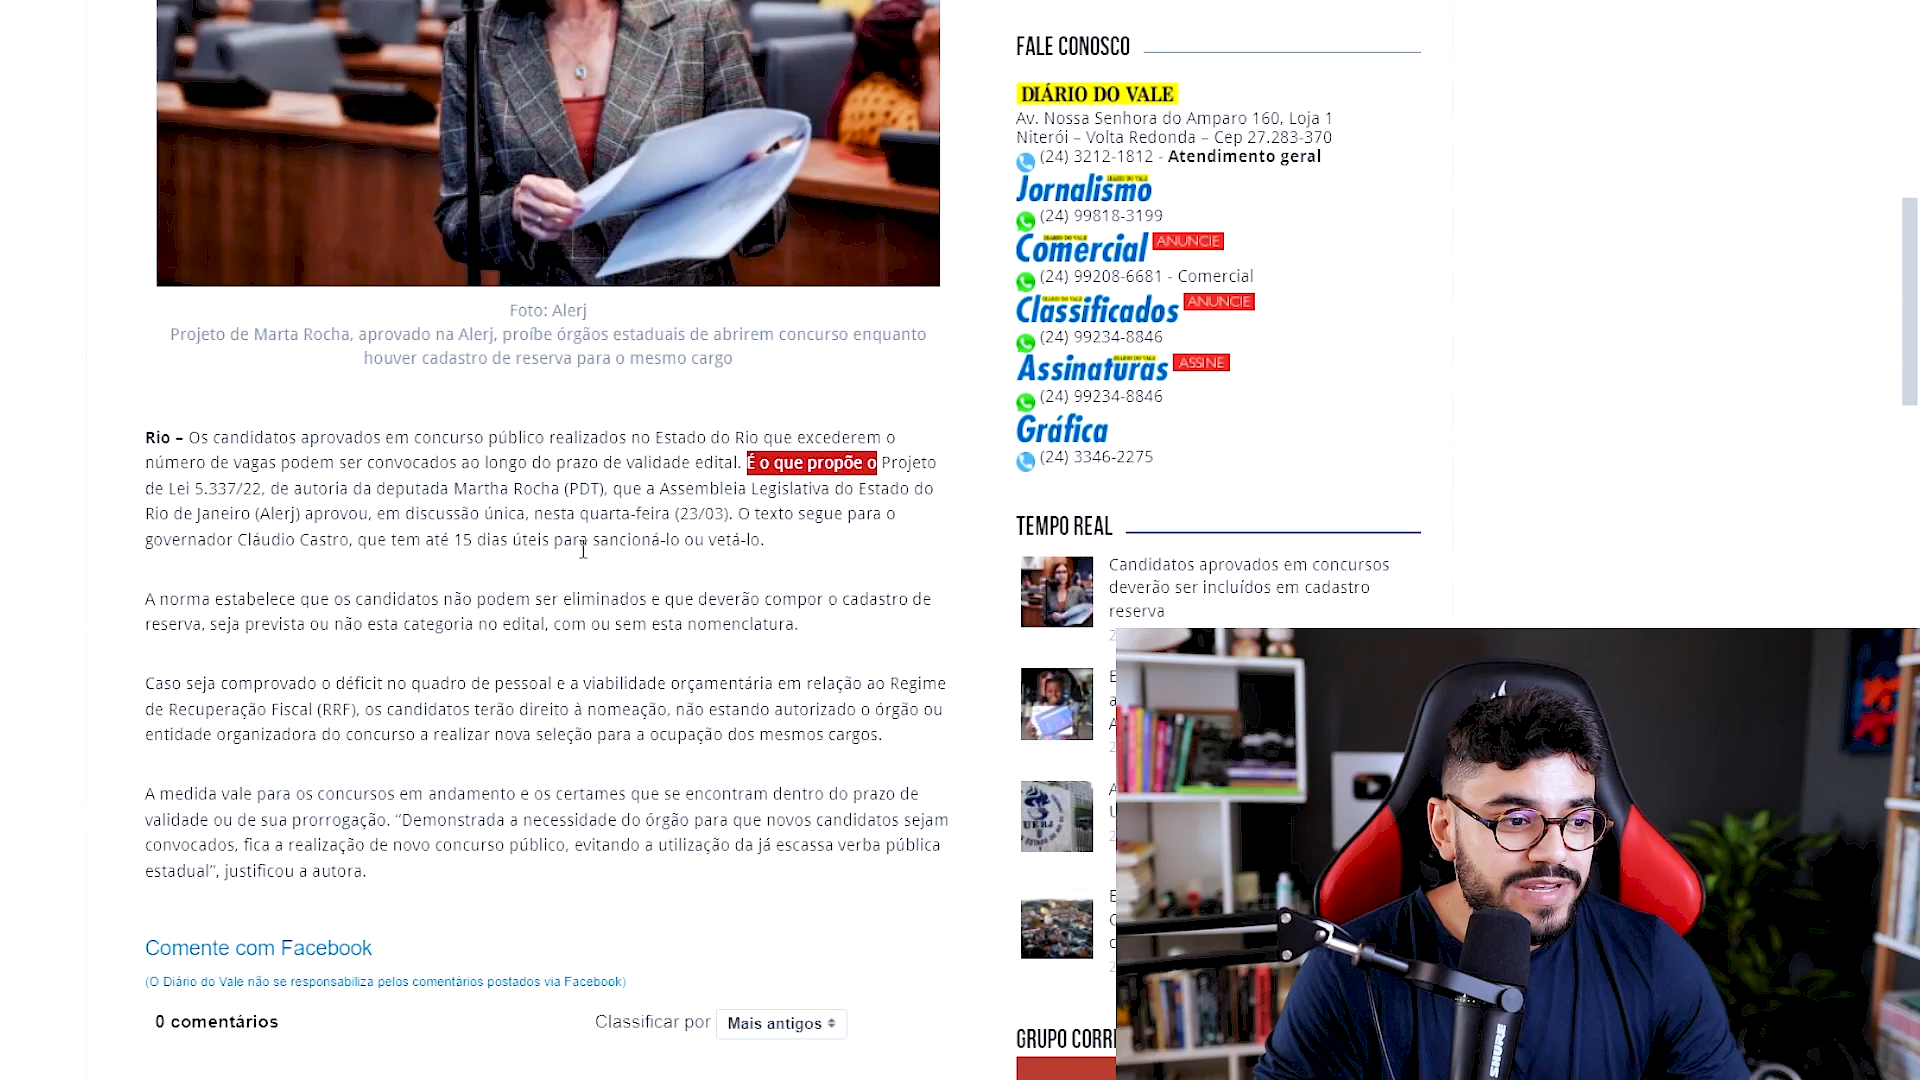 Foto: Alerj
Projeto de Marta Rocha, aprovado na Alerj, proíbe órgãos estaduais de abrirem concurso enquanto
houver cadastro de reserva para o mesmo cargo
Rio – Os candidatos aprovados em concurso público realizados no Estado do Rio que excederem o
número de vagas podem ser convocados ao longo do prazo de validade edital. É o que propõe o Projeto
de Lei 5.337/22, de autoria da deputada Martha Rocha (PDT), que a Assembleia Legislativa do Estado do
Rio de Janeiro (Alerj) aprovou, em discussão única, nesta quarta-feira (23/03). O texto segue para o
governador Cláudio Castro, que tem até 15 dias úteis para sancioná-lo ou vetá-lo.
A norma estabelece que os candidatos não podem ser eliminados e que deverão compor o cadastro de
reserva, seja prevista ou não esta categoria no edital, com ou sem esta nomenclatura.
Caso seja comprovado o déficit no quadro de pessoal e a viabilidade orçamentária em relação ao Regime
de Recuperação Fiscal (RRF), os candidatos terão direito à nomeação, não estando autorizado o órgão ou
entidade organizadora do concurso a realizar nova seleção para a ocupação dos mesmos cargos.
A medida vale para os concursos em andamento e os certames que se encontram dentro do prazo de
validade ou de sua prorrogação. “Demonstrada a necessidade do órgão para que novos candidatos sejam
convocados, fica a realização de novo concurso público, evitando a utilização da já escassa verba pública
estadual”, justificou a autora.
Comente com Facebook
(O Diário do Vale não se responsabiliza pelos comentários postados via Facebook)
0 comentários
Classificar por Mais antigos
FALE CONOSCO
DIÁRIO DO VALE
Av. Nossa Senhora do Amparo 160, Loja 1
Niterói – Volta Redonda – Cep 27.283-370
(24) 3212-1812 - Atendimento geral
DIÁRIO DO VALE
Jornalismo
(24) 99818-3199
DIÁRIO DO VALE
Comercial ANUNCIE
(24) 99208-6681 - Comercial
DIÁRIO DO VALE
Classificados ANUNCIE
(24) 99234-8846
DIÁRIO DO VALE
Assinaturas ASSINE
(24) 99234-8846
Gráfica
(24) 3346-2275
TEMPO REAL
Candidatos aprovados em concursos
deverão ser incluídos em cadastro
reserva
UERJ
GRUPO CORR
SHURE